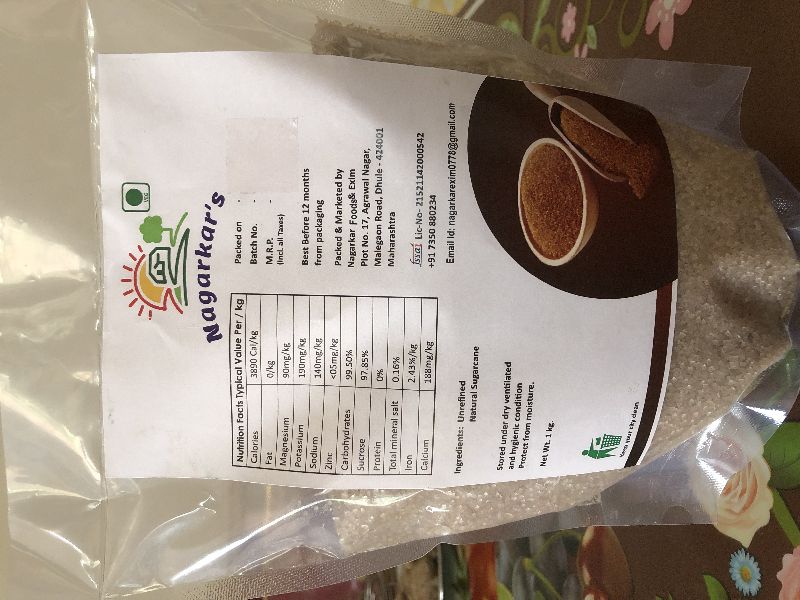 Nagarkar's
Nutrition Facts Typical Value Per / kg
Calories 3890 Cal/kg
Fat 0/kg
Magnesium 90mg/kg
Potassium 190mg/kg
Sodium 140mg/kg
Zinc <05mg/kg
Carbohydrates 99.50%
Sucrose 97.85%
Protein 0%
Total mineral salt 0.16%
Iron 2.43%/kg
Calcium 188mg/kg
Ingredients: Unrefined
Natural Sugarcane
Stored under dry ventilated
and hygienic condition
Protect from moisture.
Net Wt. 1 kg.
Keep your city clean
Packed on -
Batch No. -
M.R.P. -
(Incl. all Taxes)
Best Before 12 months
from packaging
Packed & Marketed by
Nagarkar Foods& Exim
Plot No. 17, Agrawal Nagar,
Malegaon Road, Dhule - 424001
Maharashtra
fssai Lic-No- 21521142000542
+91 7350 880234
Email id: nagarkarexim0778@gmail.com